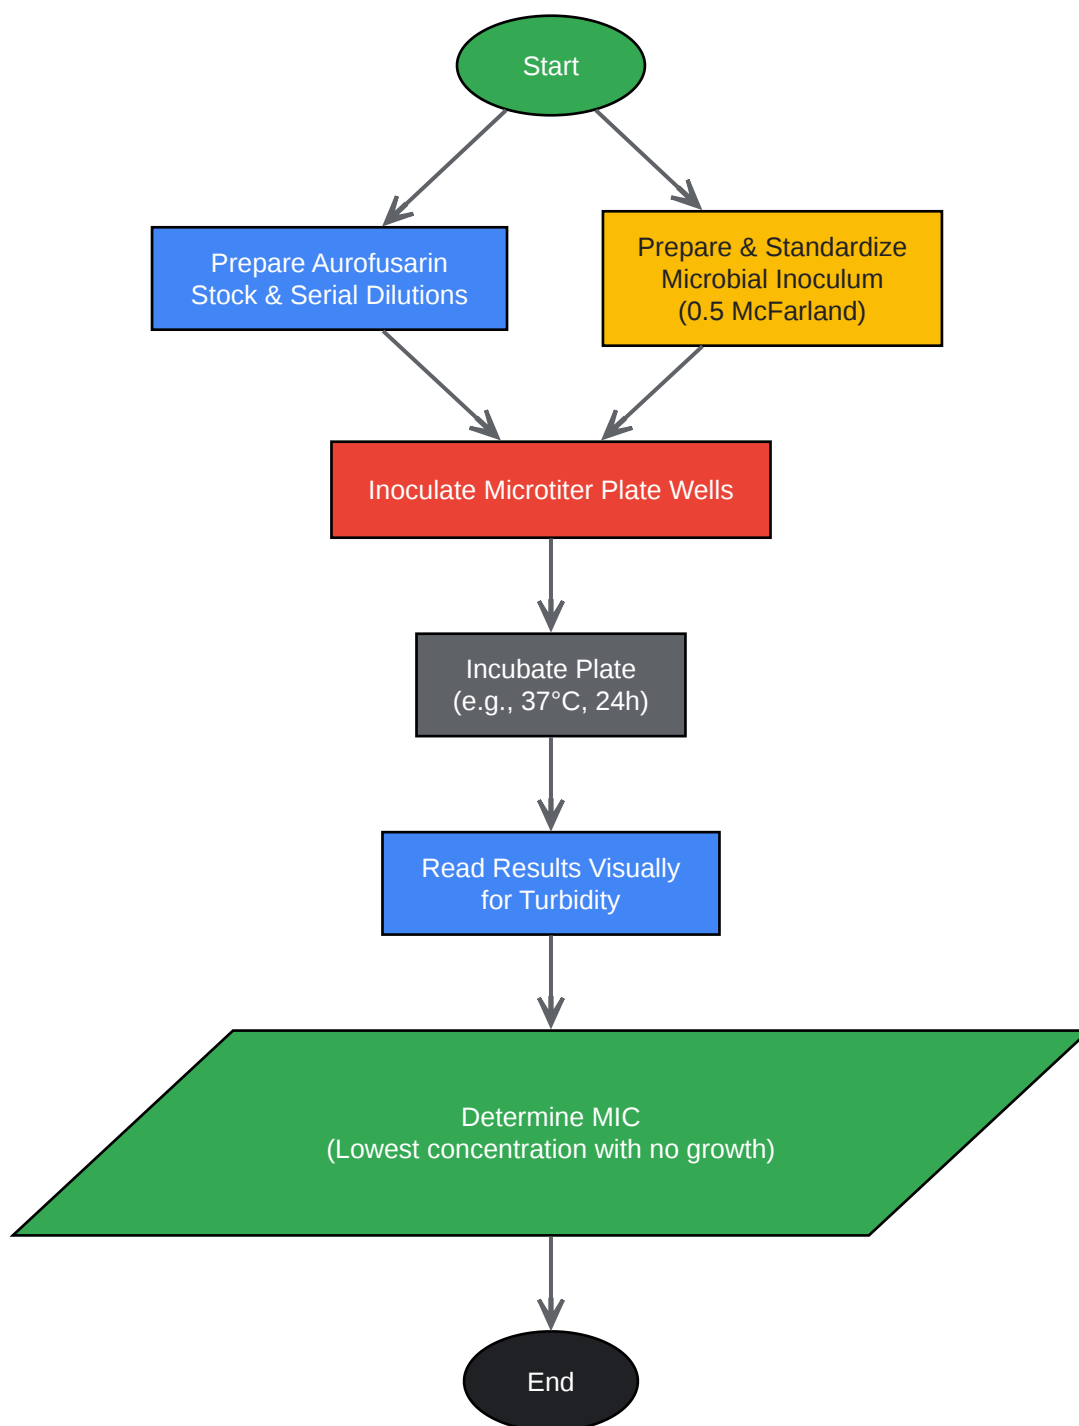 Start
Prepare Aurofusarin
Stock & Serial Dilutions
Prepare & Standardize
Microbial Inoculum
(0.5 McFarland)
Inoculate Microtiter Plate Wells
Incubate Plate
(e.g., 37°C, 24h)
Read Results Visually
for Turbidity
Determine MIC
(Lowest concentration with no growth)
End